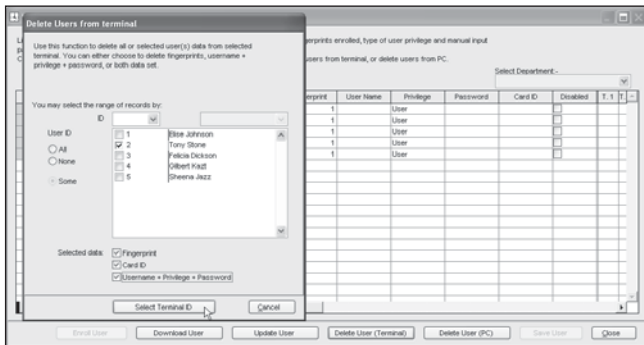 Delete Users from terminal
Use this function to delete all or selected user(s) data from selected
terminal. You can either choose to delete fingerprints, username +
privilege + password, or both data set.
erprints enrolled, type of user privilege and manual input
users from terminal, or delete users from PC.
Select Department:-
You may select the range of records by:
ID
User ID
All
None
Some
1 Elise Johnson
2 Tony Stone
3 Felicia Dickson
4 Gilbert Kazt
5 Sheena Jazz
erprint User Name Privilege Password Card ID Disabled T. 1 T.
1 User
1 User
1 User
1 User
1 User
Selected data:
Fingerprint
Card ID
Username + Privilege + Password
Select Terminal ID Cancel
Enroll User Download User Update User Delete User (Terminal) Delete User (PC) Save User Close